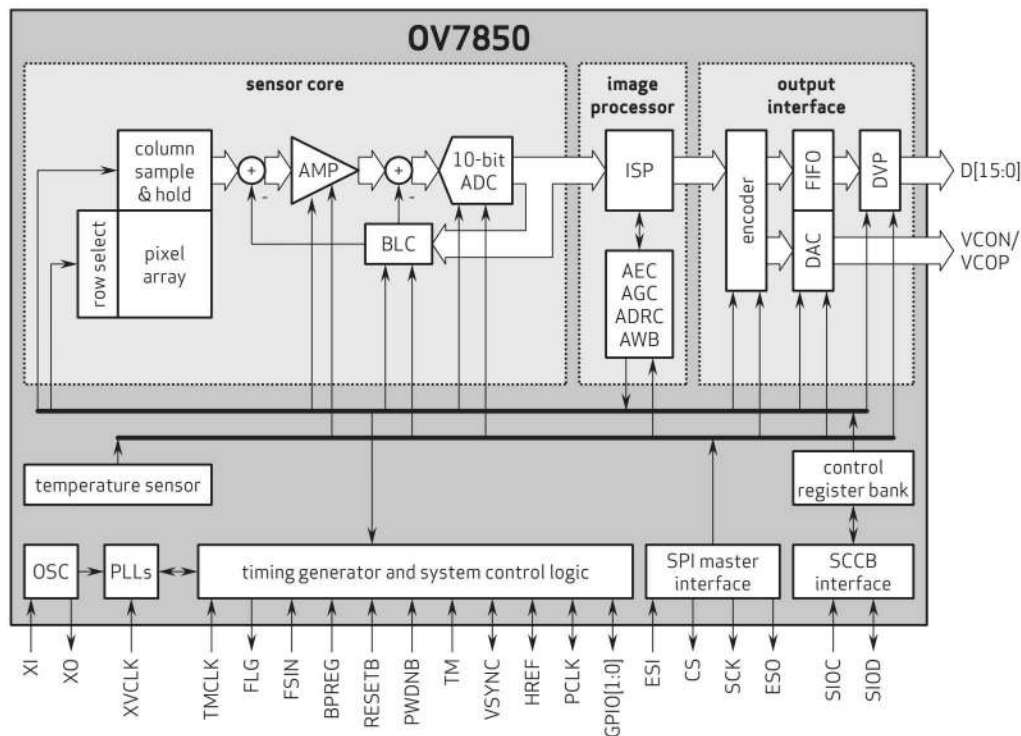 OV7850
sensor core
image
processor
output
interface
column
sample
& hold
+
-
AMP
+
-
10-bit
ADC
ISP
encoder
FIFO
DVP
D[15:0]
row select
pixel
array
BLC
DAC
VCON/
VCOP
AEC
AGC
ADRC
AWB
temperature sensor
control
register bank
OSC
PLLs
timing generator and system control logic
SPI master
interface
SCCB
interface
XI
XO
XVCLK
TMCLK
FLG
FSIN
BPREG
RESETB
PWDNB
TM
VSYNC
HREF
PCLK
GPIO[1:0]
ESI
CS
SCK
ESO
SIOC
SIOD